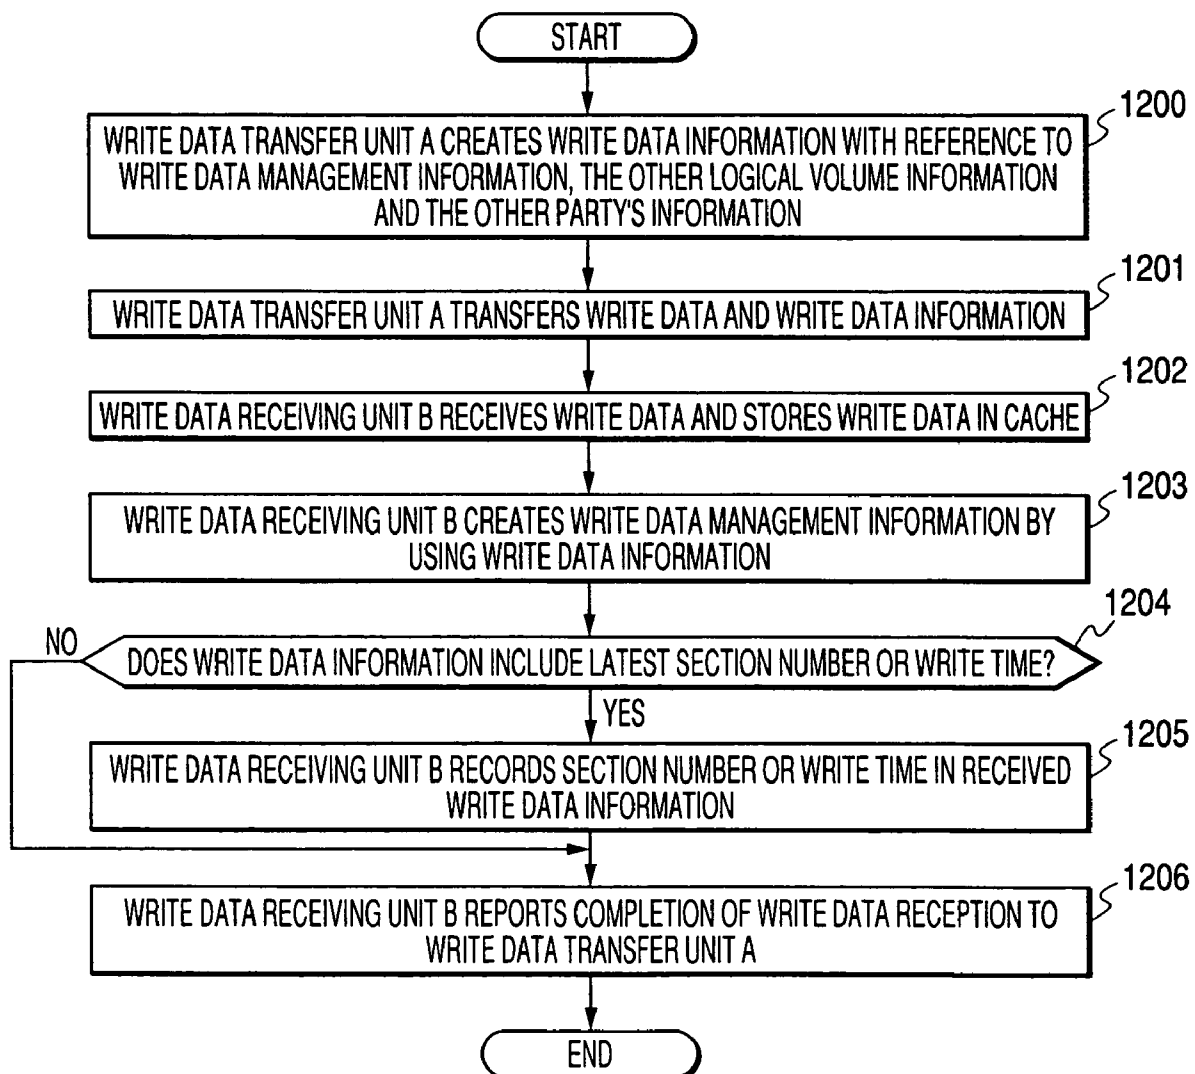 START
1200
WRITE DATA TRANSFER UNIT A CREATES WRITE DATA INFORMATION WITH REFERENCE TO
WRITE DATA MANAGEMENT INFORMATION, THE OTHER LOGICAL VOLUME INFORMATION
AND THE OTHER PARTY'S INFORMATION
1201
WRITE DATA TRANSFER UNIT A TRANSFERS WRITE DATA AND WRITE DATA INFORMATION
1202
WRITE DATA RECEIVING UNIT B RECEIVES WRITE DATA AND STORES WRITE DATA IN CACHE
1203
WRITE DATA RECEIVING UNIT B CREATES WRITE DATA MANAGEMENT INFORMATION BY
USING WRITE DATA INFORMATION
1204
NO
DOES WRITE DATA INFORMATION INCLUDE LATEST SECTION NUMBER OR WRITE TIME?
YES
1205
WRITE DATA RECEIVING UNIT B RECORDS SECTION NUMBER OR WRITE TIME IN RECEIVED
WRITE DATA INFORMATION
1206
WRITE DATA RECEIVING UNIT B REPORTS COMPLETION OF WRITE DATA RECEPTION TO
WRITE DATA TRANSFER UNIT A
END